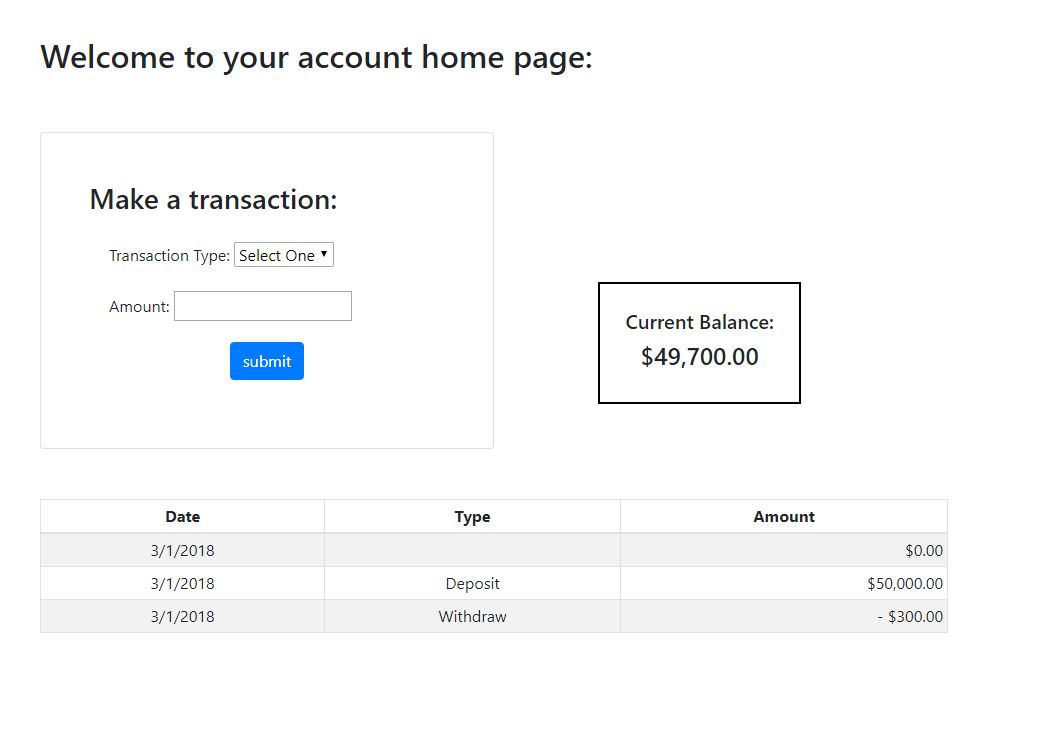 Welcome to your account home page:
Make a transaction:
Transaction Type: Select One
Amount:
submit
Current Balance:
$49,700.00
Date Type Amount
3/1/2018 $0.00
3/1/2018 Deposit $50,000.00
3/1/2018 Withdraw - $300.00